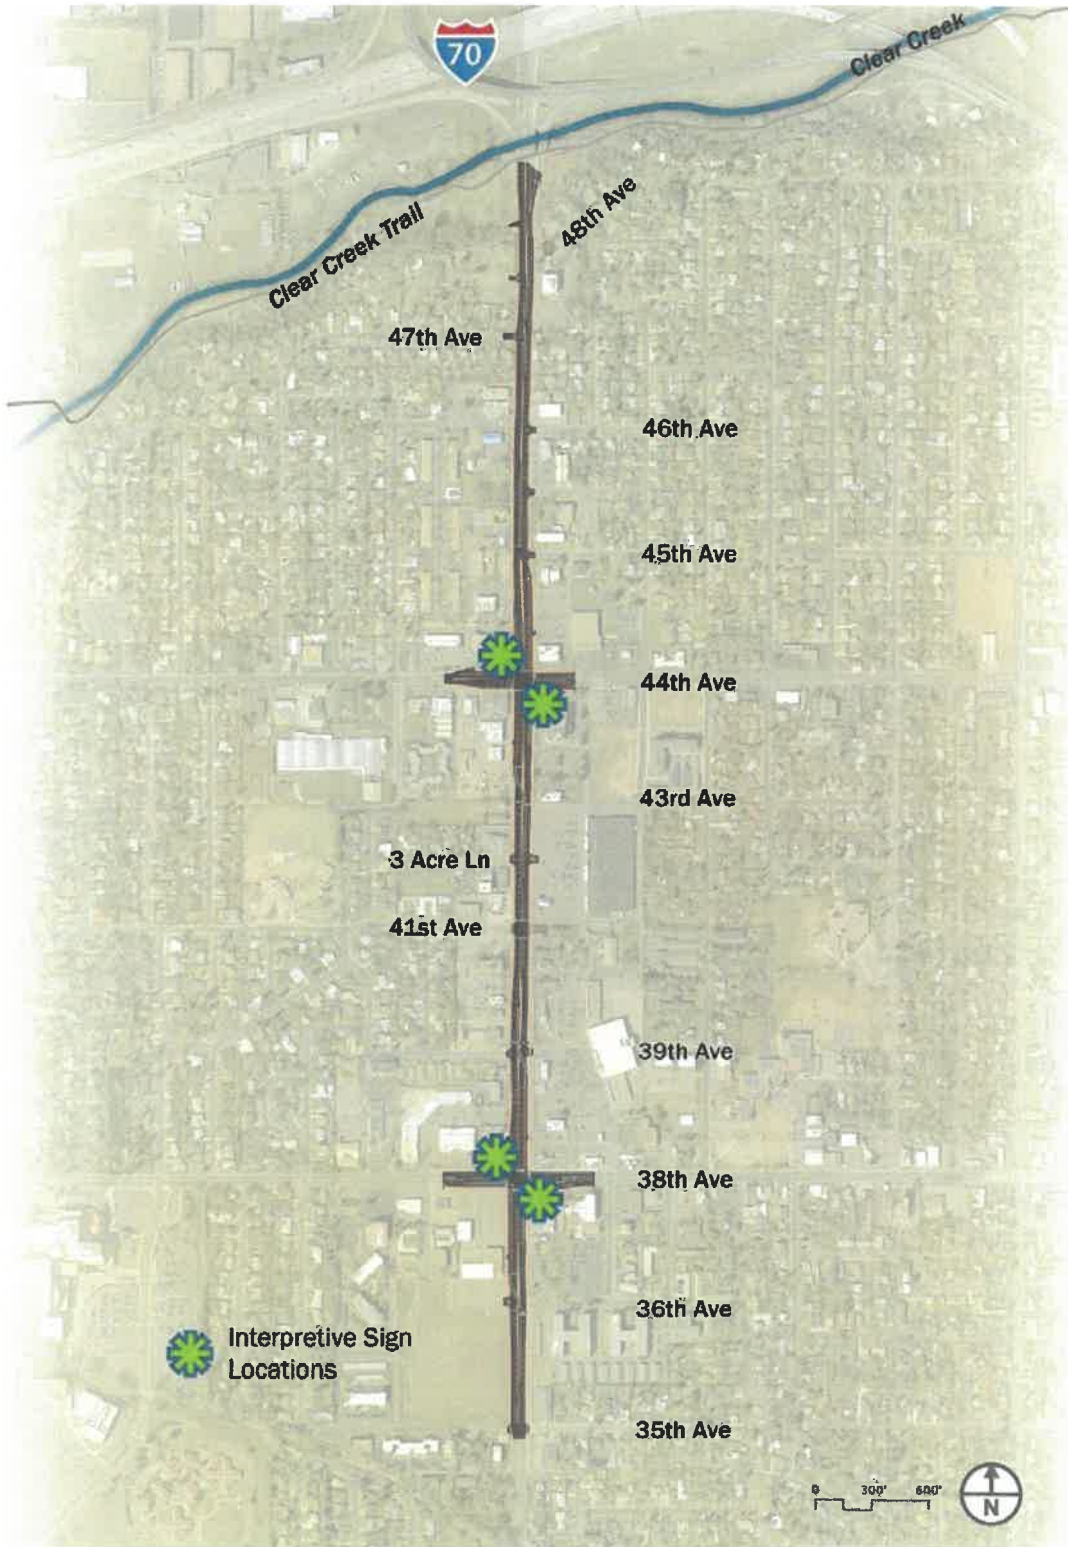 70
Clear Creek
48th Ave
Clear Creek Trail
47th Ave
46th Ave
45th Ave
44th Ave
43rd Ave
3 Acre Ln
41st Ave
39th Ave
38th Ave
36th Ave
Interpretive Sign
Locations
35th Ave
0 300' 600'
N